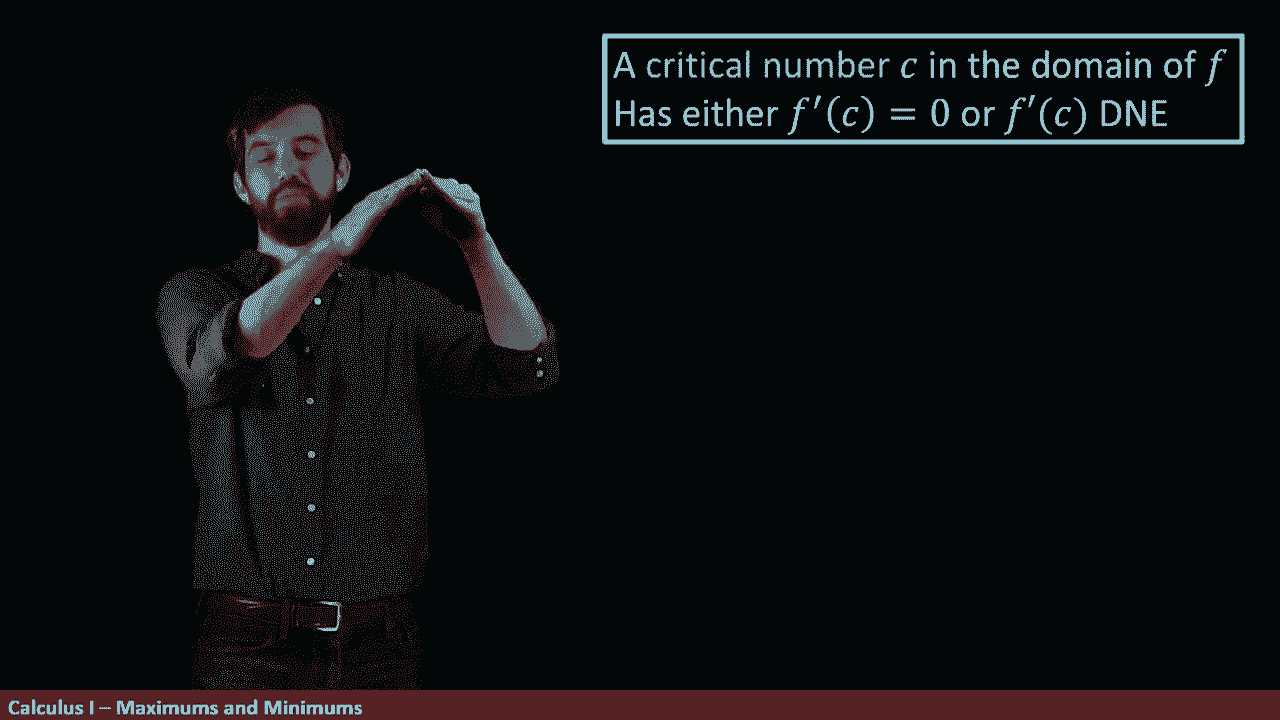 A critical number 𝑐 in the domain of 𝑓
Has either 𝑓′(𝑐) = 0 or 𝑓′(𝑐) DNE
Calculus I – Maximums and Minimums